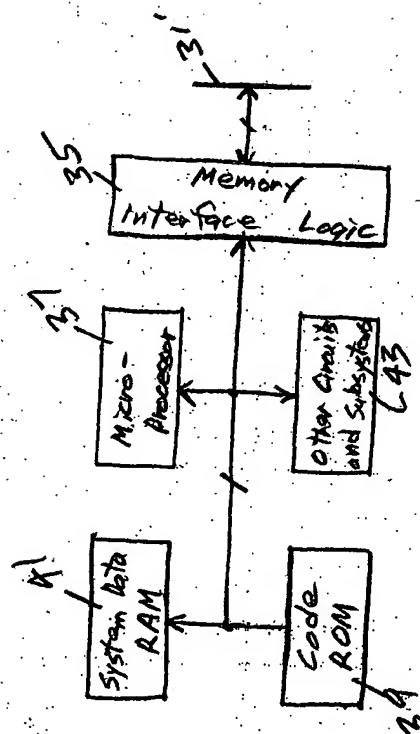 41
System Data
RAM
37
Micro-
Processor
35
Memory
Interface Logic
31'
Code
ROM
39
Other Circuits
and Subsystems
43